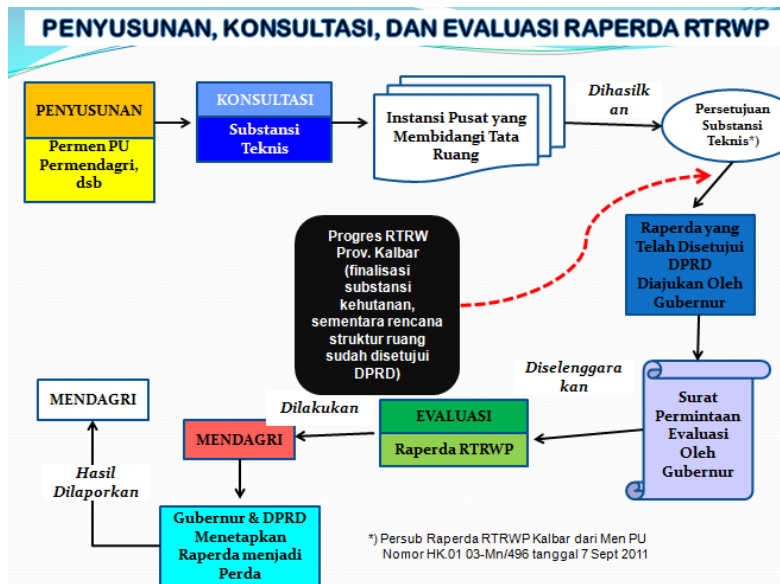 PENYUSUNAN, KONSULTASI, DAN EVALUASI RAPERDA RTRWP
PENYUSUNAN
Permen PU
Permendagri,
dsb
KONSULTASI
Substansi
Teknis
Instansi Pusat yang
Membidangi Tata
Ruang
Dihasilk
an
Persetujuan
Substansi
Teknis*)
Raperda yang
Telah Disetujui
DPRD
Diajukan Oleh
Gubernur
Progres RTRW
Prov. Kalbar
(finalisasi
substansi
kehutanan,
sementara rencana
struktur ruang
sudah disetujui
DPRD)
Surat
Permintaan
Evaluasi
Oleh
Gubernur
Diselenggara
kan
EVALUASI
Raperda RTRWP
Dilakukan
MENDAGRI
Gubernur & DPRD
Menetapkan
Raperda menjadi
Perda
Hasil
Dilaporkan
MENDAGRI
*) Persub Raperda RTRWP Kalbar dari Men PU
Nomor HK.01 03-Mn/496 tanggal 7 Sept 2011